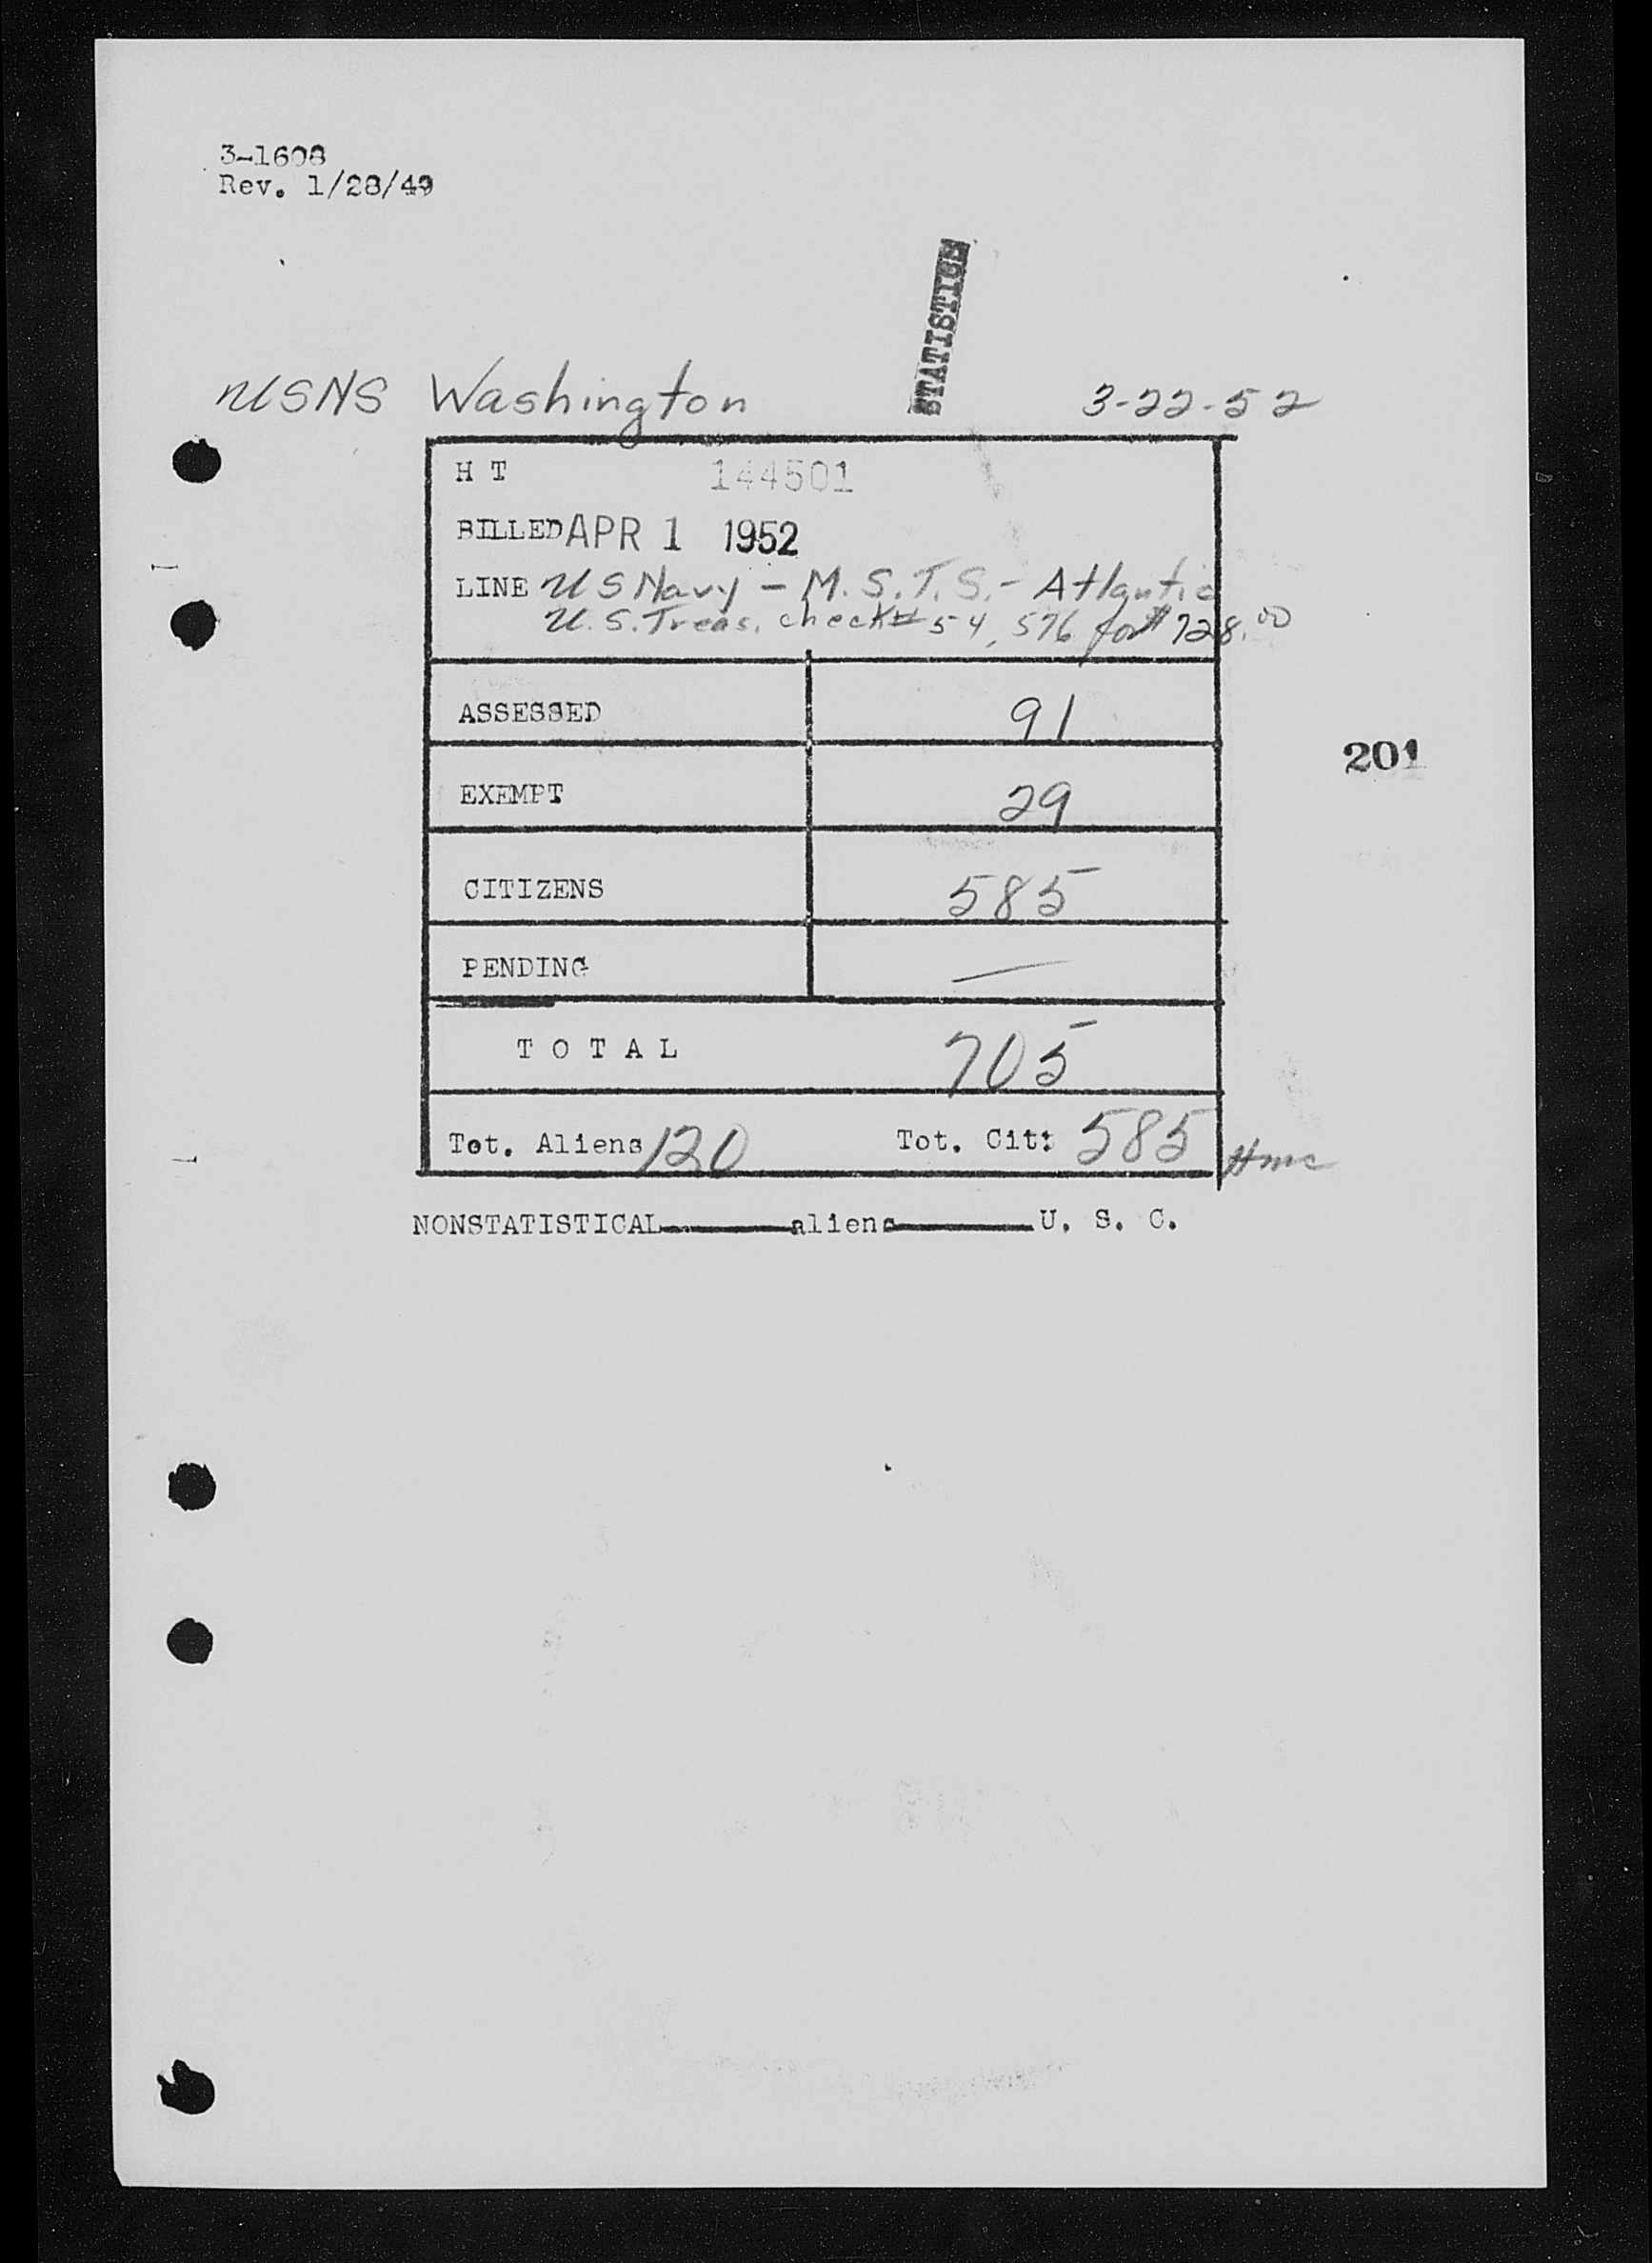 3-1608
Rev. 1/28/49
STATISTICS
USNS Washington 3-22-52
H T 144501
BILLED APR 1 1952
LINE US Navy - M.S.T.S. - Atlantic
U.S. Treas. check # 54,576 for $728.00
ASSESSED 91
201
EXEMPT 29
CITIZENS 585
PENDING —
T O T A L 705
Tot. Aliens 120 Tot. Cit: 585
NONSTATISTICAL aliens U. S. C.